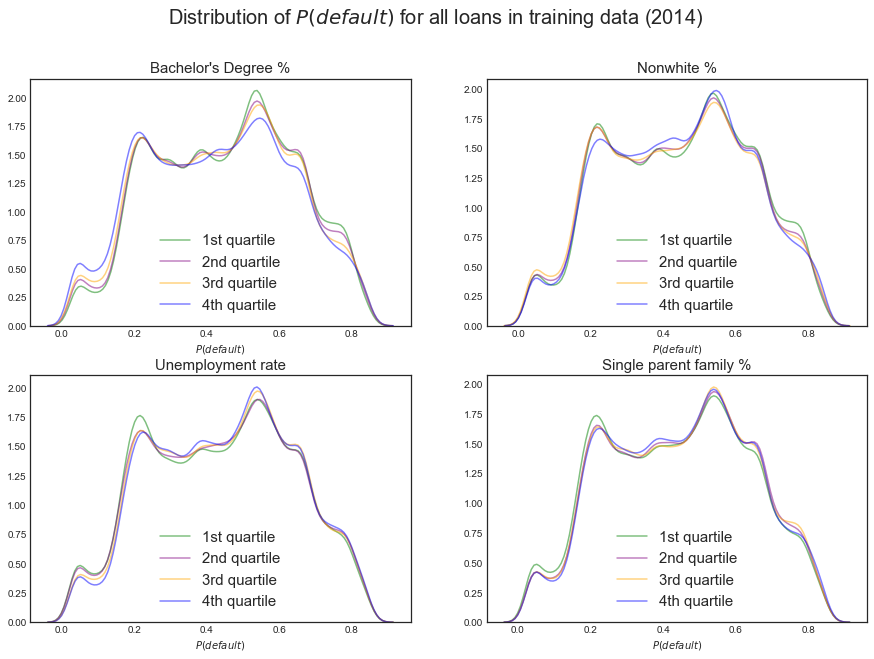 Distribution of P(default) for all loans in training data (2014)
Bachelor's Degree %
2.00
1.75
1.50
1.25
1.00
0.75
0.50
0.25
0.00
1st quartile
2nd quartile
3rd quartile
4th quartile
0.0 0.2 0.4 0.6 0.8
P(default)
Nonwhite %
2.00
1.75
1.50
1.25
1.00
0.75
0.50
0.25
0.00
1st quartile
2nd quartile
3rd quartile
4th quartile
0.0 0.2 0.4 0.6 0.8
P(default)
Unemployment rate
2.00
1.75
1.50
1.25
1.00
0.75
0.50
0.25
0.00
1st quartile
2nd quartile
3rd quartile
4th quartile
0.0 0.2 0.4 0.6 0.8
P(default)
Single parent family %
2.00
1.75
1.50
1.25
1.00
0.75
0.50
0.25
0.00
1st quartile
2nd quartile
3rd quartile
4th quartile
0.0 0.2 0.4 0.6 0.8
P(default)